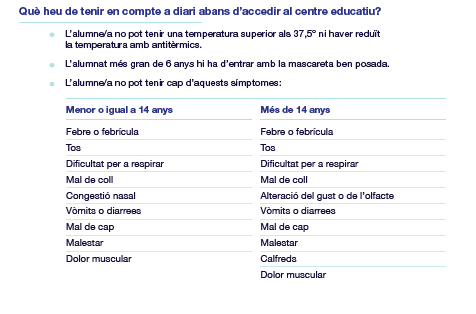 Què heu de tenir en compte a diari abans d'accedir al centre educatiu?
L'alumne/a no pot tenir una temperatura superior als 37,5º ni haver reduït
la temperatura amb antitèrmics.
L'alumnat més gran de 6 anys hi ha d'entrar amb la mascareta ben posada.
L'alumne/a no pot tenir cap d'aquests símptomes:
Menor o igual a 14 anys Més de 14 anys
Febre o febrícula Febre o febrícula
Tos Tos
Dificultat per a respirar Dificultat per a respirar
Mal de coll Mal de coll
Congestió nasal Alteració del gust o de l'olfacte
Vòmits o diarrees Vòmits o diarrees
Mal de cap Mal de cap
Malestar Malestar
Dolor muscular Calfreds
Dolor muscular